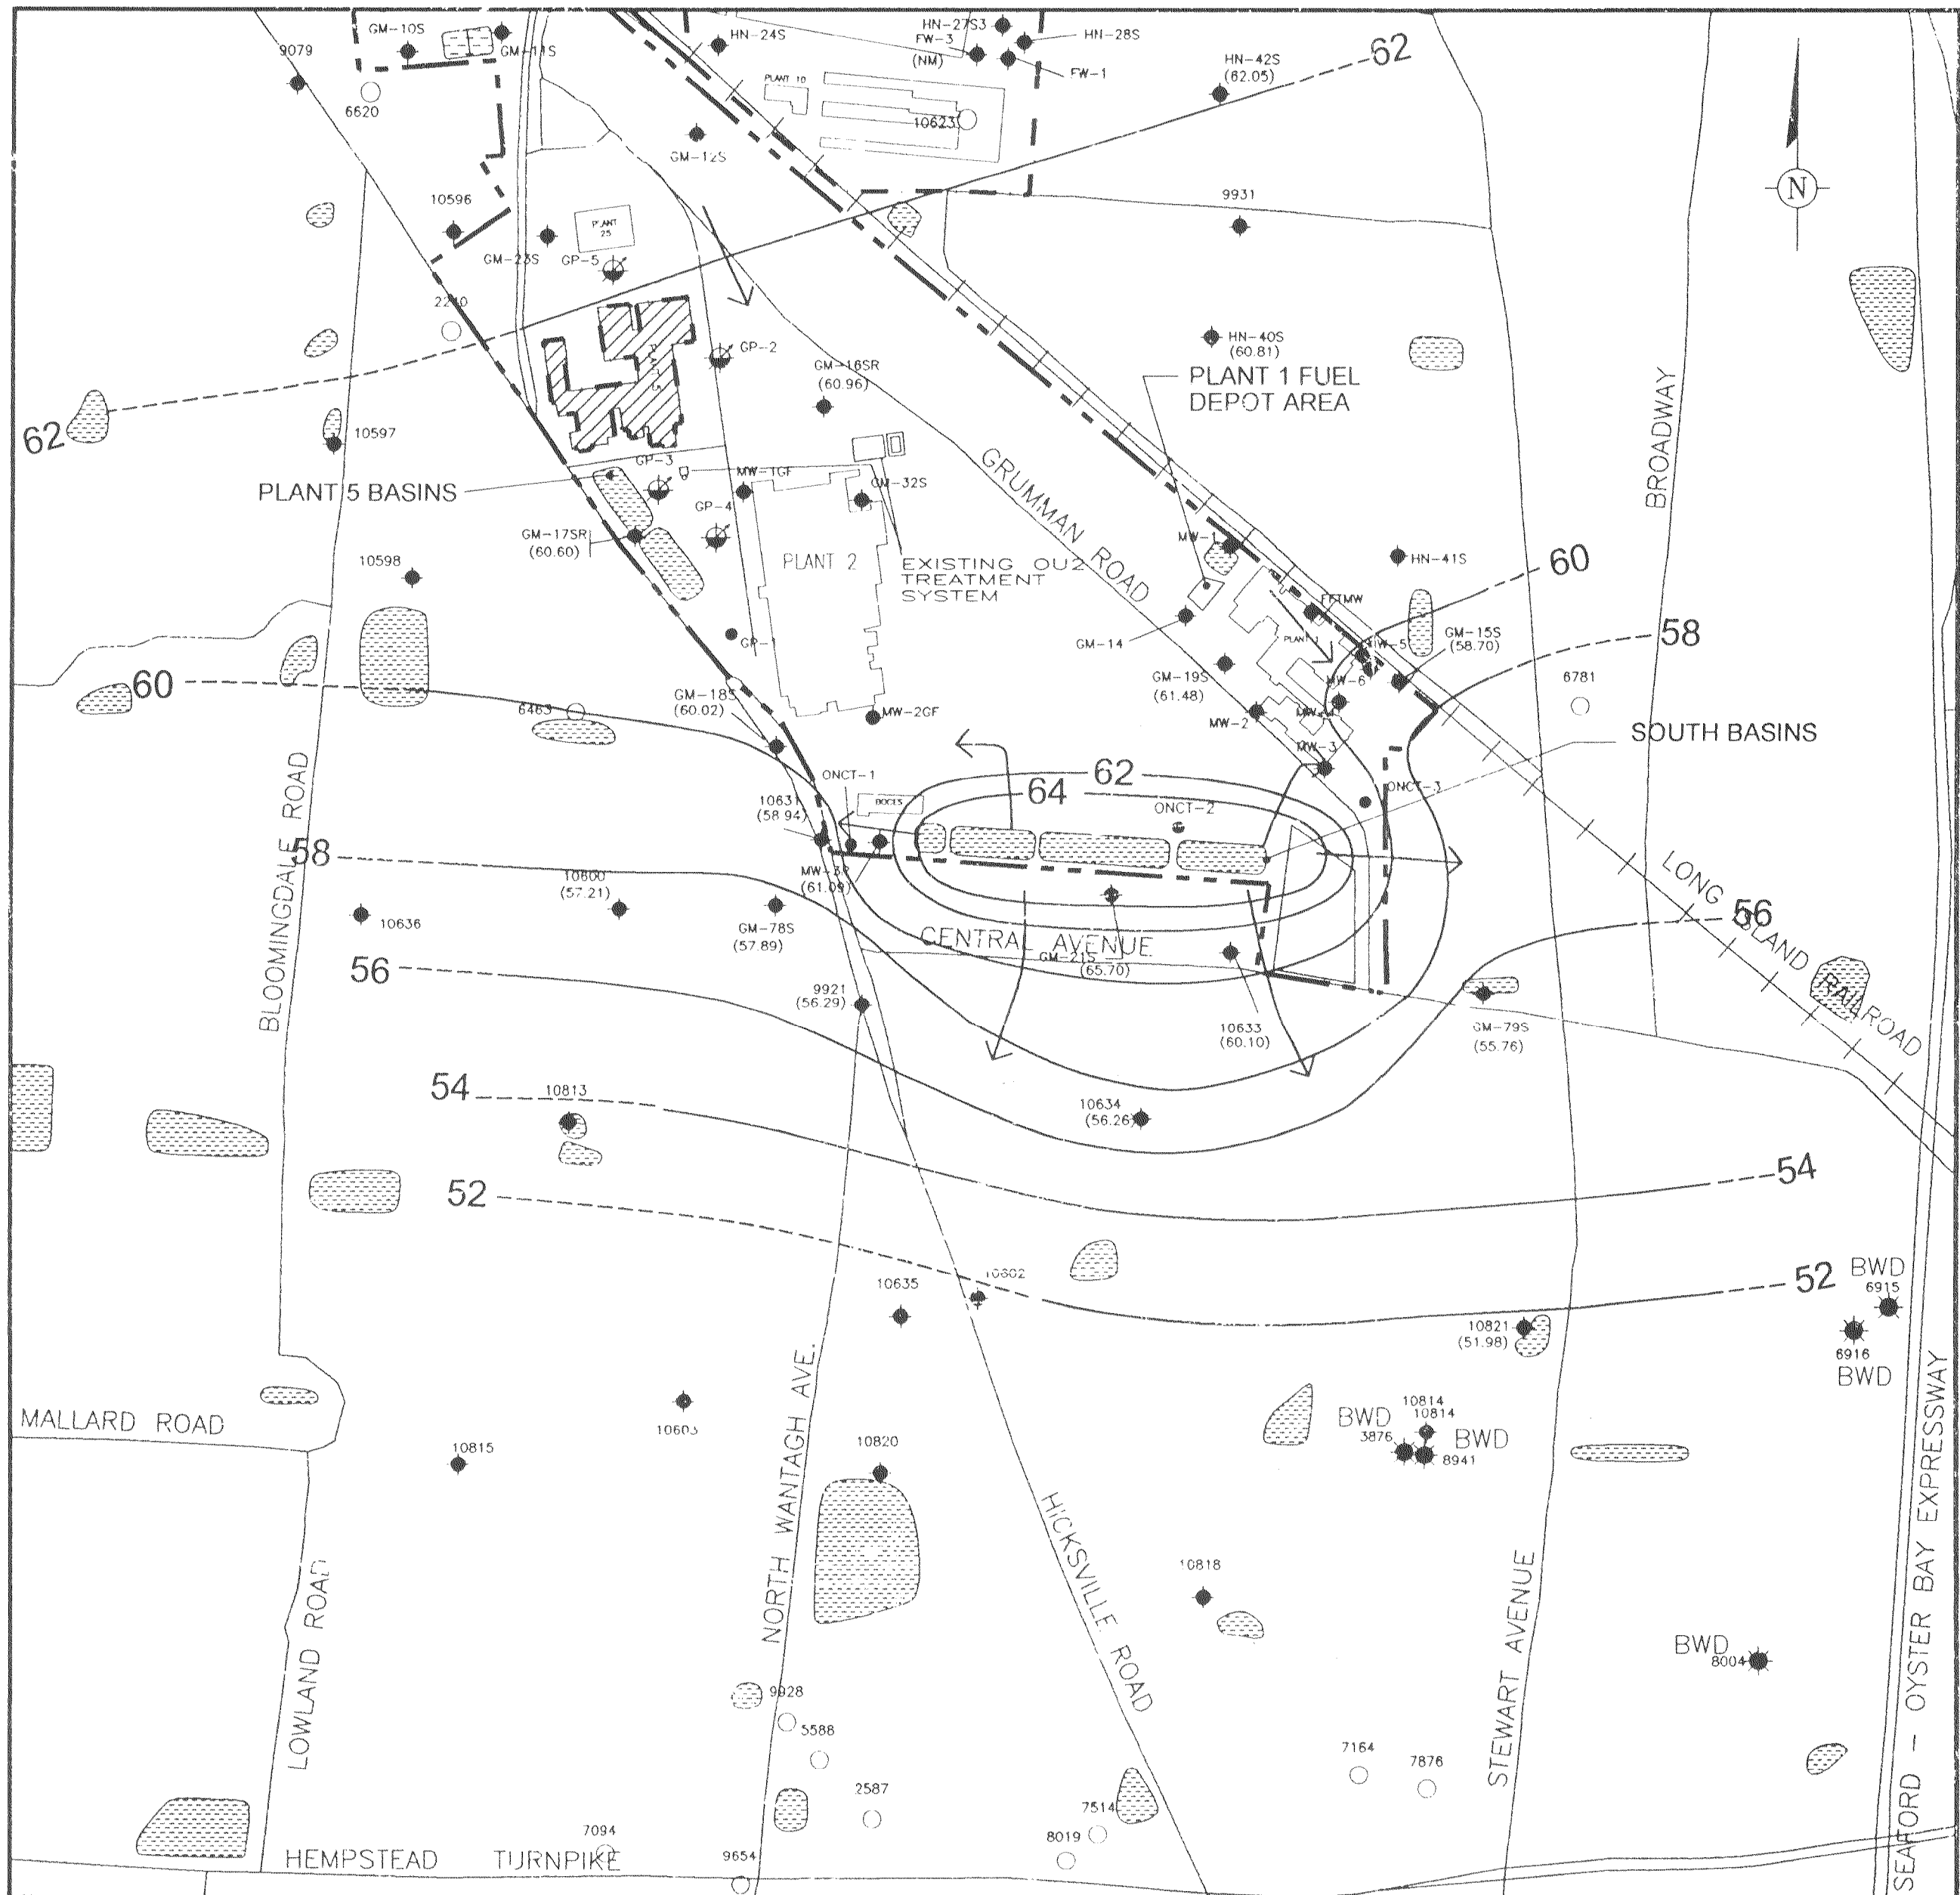 GM-10S
9079
GM-11S
6620
HN-24S
HN-27S3
FW-3
(NM)
HN-28S
FW-1
PLANT 10
10623
HN-42S
(62.05)
62
GM-12S
N
10596
PLANT
25
GM-23S
GP-5
9931
2210
GP-2
GM-16SR
(60.96)
HN-40S
(60.81)
PLANT 1 FUEL
DEPOT AREA
62
10597
GP-3
MW-1GF
GM-32S
PLANT 5 BASINS
GP-4
GM-17SR
(60.60)
PLANT 2
EXISTING OU2
TREATMENT
SYSTEM
GRUMMAN ROAD
BROADWAY
10598
MW-1
HN-41S
60
FFTMW
GM-14
PLANT 1
MW-5
GM-15S
(58.70)
58
GP-1
60
GM-18S
(60.02)
6463
MW-2GF
GM-19S
(61.48)
MW-6
MW-2
MW-3
6781
SOUTH BASINS
BLOOMINGDALE ROAD
ONCT-1
BOCES
62
64
ONCT-2
ONCT-3
10631
(58.94)
58
10800
(57.21)
MW-3R
(61.09)
10636
GM-78S
(57.89)
CENTRAL AVENUE
GM-21S
(65.70)
LONG ISLAND RAILROAD
56
56
9921
(56.29)
10633
(60.10)
GM-79S
(55.76)
54
10813
10634
(56.26)
54
52
52
10635
10602
BWD
6915
10821
(51.98)
6916
BWD
NORTH WANTAGH AVE.
MALLARD ROAD
10603
10815
10820
10814
10814
BWD
3876
BWD
8941
HICKSVILLE ROAD
10818
STEWART AVENUE
BWD
8004
SEAFORD - OYSTER BAY EXPRESSWAY
LOWLAND ROAD
9928
5588
2587
7164
7876
7514
8019
7094
9654
HEMPSTEAD TURNPIKE